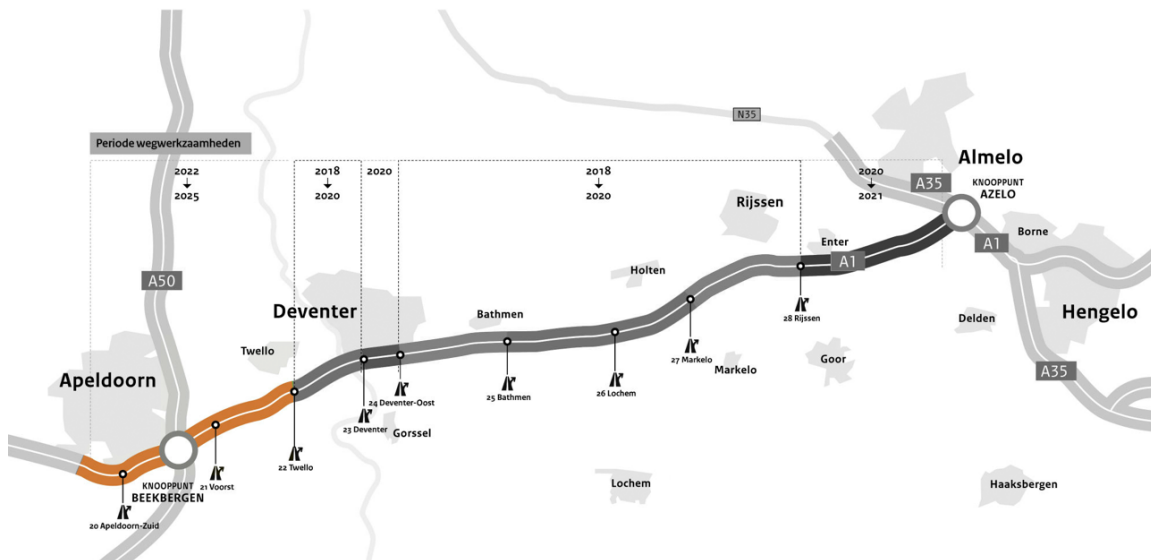 N35
Periode wegwerkzaamheden
Almelo
2022
2025
2018
2020
2020
2018
2020
2020
2021
A35
KNOOPPUNT
AZELO
Rijssen
Borne
A1
Enter
A1
A50
Holten
Hengelo
Deventer
Bathmen
28 Rijssen
Delden
Twello
27 Markelo
Markelo
Goor
A35
Apeldoorn
26 Lochem
25 Bathmen
24 Deventer-Oost
23 Deventer
Gorssel
22 Twello
21 Voorst
KNOOPPUNT
BEEKBERGEN
Lochem
Haaksbergen
20 Apeldoorn-Zuid